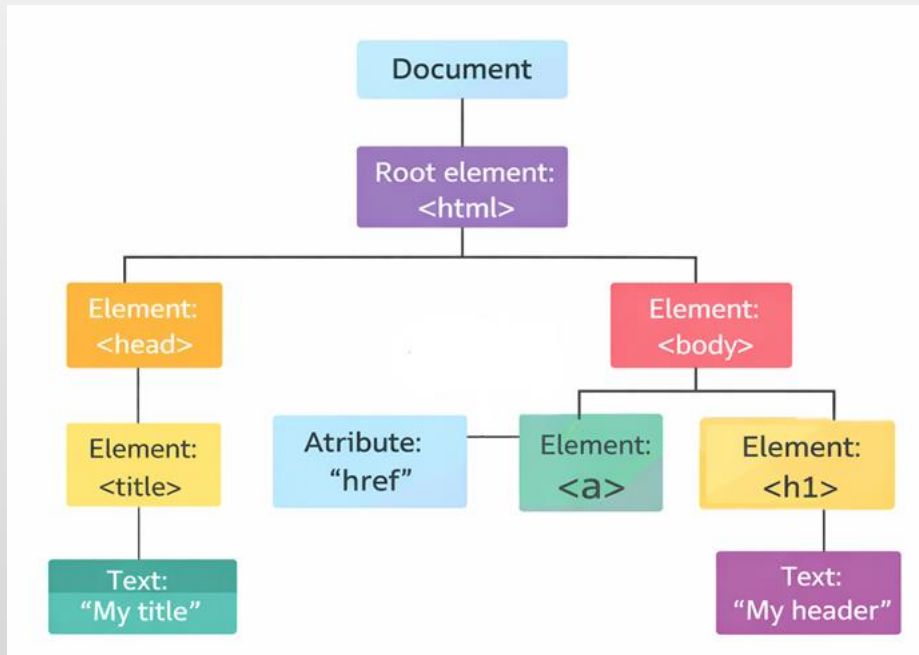 Document
Root element:
<html>
Element:
<head>
Element:
<body>
Element:
<title>
Atribute:
“href”
Element:
<a>
Element:
<h1>
Text:
“My title”
Text:
“My header”